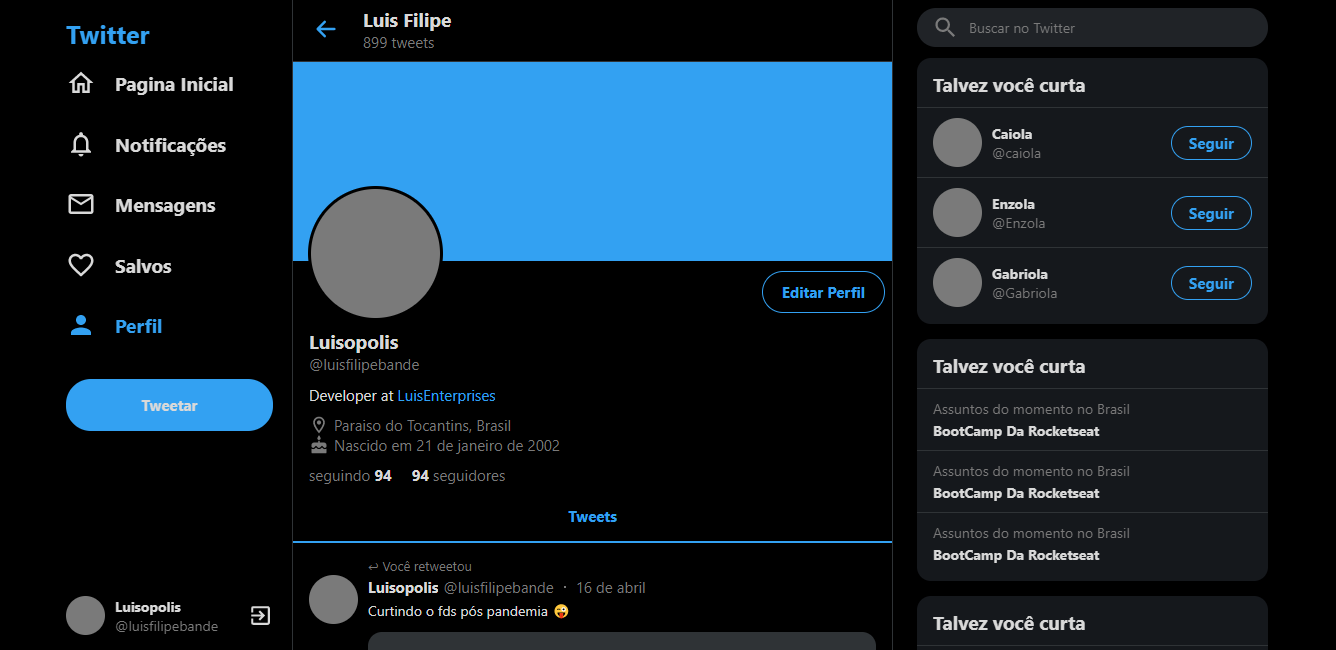 Twitter
Pagina Inicial
Notificações
Mensagens
Salvos
Perfil
Tweetar
Luisopolis
@luisfilipebande
Luis Filipe
899 tweets
Editar Perfil
Luisopolis
@luisfilipebande
Developer at LuisEnterprises
Paraiso do Tocantins, Brasil
Nascido em 21 de janeiro de 2002
seguindo 94 94 seguidores
Tweets
Você retweetou
Luisopolis @luisfilipebande · 16 de abril
Curtindo o fds pós pandemia 😜
Buscar no Twitter
Talvez você curta
Caiola
@caiola
Seguir
Enzola
@Enzola
Seguir
Gabriola
@Gabriola
Seguir
Talvez você curta
Assuntos do momento no Brasil
BootCamp Da Rocketseat
Assuntos do momento no Brasil
BootCamp Da Rocketseat
Assuntos do momento no Brasil
BootCamp Da Rocketseat
Talvez você curta